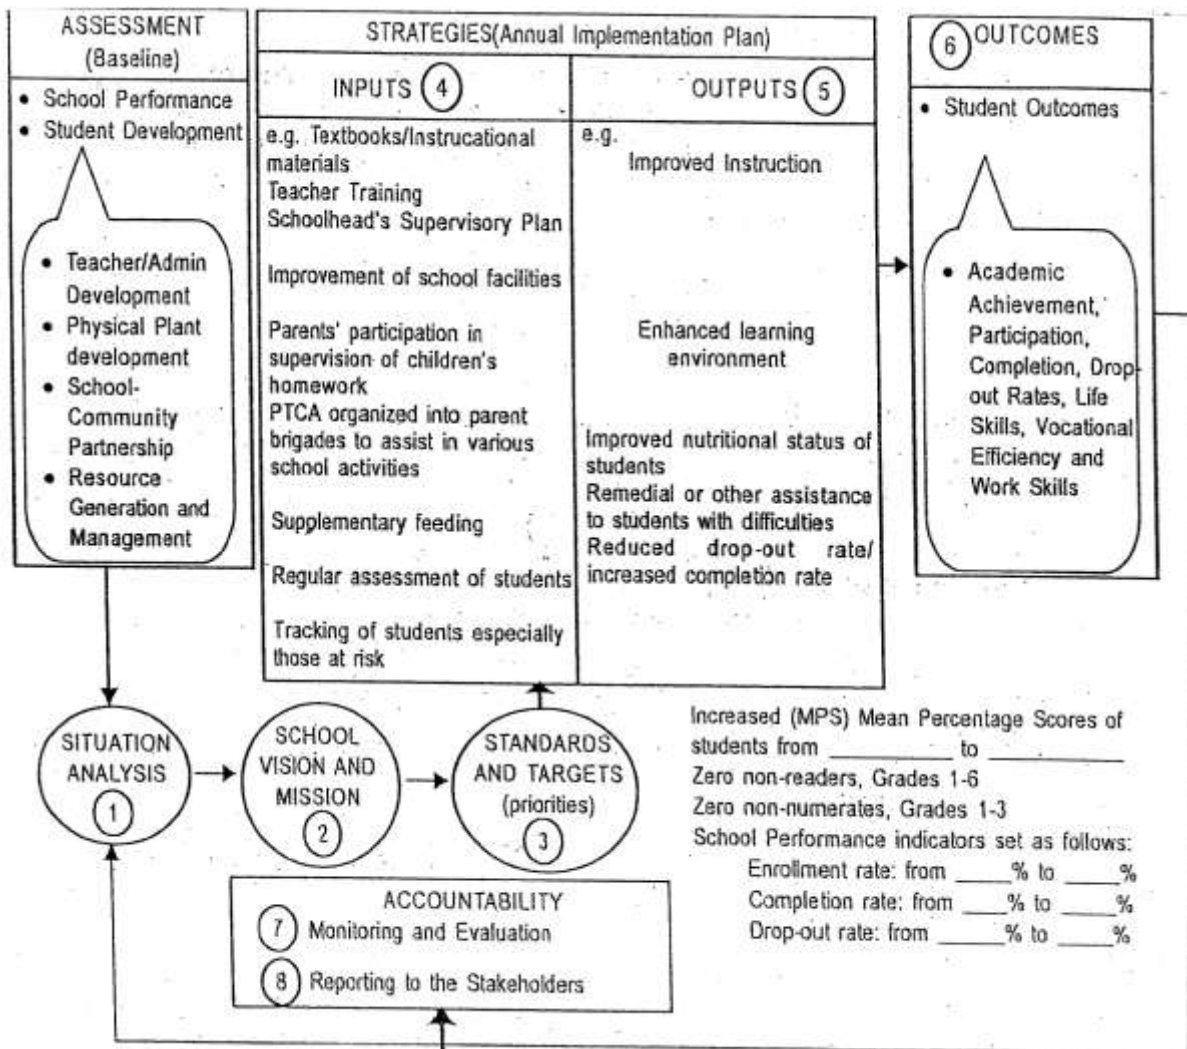 ASSESSMENT
(Baseline)
• School Performance
• Student Development
• Teacher/Admin
Development
• Physical Plant
development
• School-
Community
Partnership
• Resource
Generation and
Management
STRATEGIES(Annual Implementation Plan)
INPUTS 4
e.g. Textbooks/Instrucational
materials
Teacher Training
Schoolhead's Supervisory Plan
Improvement of school facilities
Parents' participation in
supervision of children's
homework
PTCA organized into parent
brigades to assist in various
school activities
Supplementary feeding
Regular assessment of students
Tracking of students especially
those at risk
OUTPUTS 5
e.g.
Improved Instruction
Enhanced learning
environment
Improved nutritional status of
students
Remedial or other assistance
to students with difficulties
Reduced drop-out rate/
increased completion rate
6 OUTCOMES
• Student Outcomes
• Academic
Achievement,
Participation,
Completion, Drop-
out Rates, Life
Skills, Vocational
Efficiency and
Work Skills
SITUATION
ANALYSIS
1
SCHOOL
VISION AND
MISSION
2
STANDARDS
AND TARGETS
(priorities)
3
Increased (MPS) Mean Percentage Scores of
students from __________ to __________
Zero non-readers, Grades 1-6
Zero non-numerates, Grades 1-3
School Performance indicators set as follows:
Enrollment rate: from ____% to ____%
Completion rate: from ____% to ____%
Drop-out rate: from ____% to ____%
ACCOUNTABILITY
7 Monitoring and Evaluation
8 Reporting to the Stakeholders